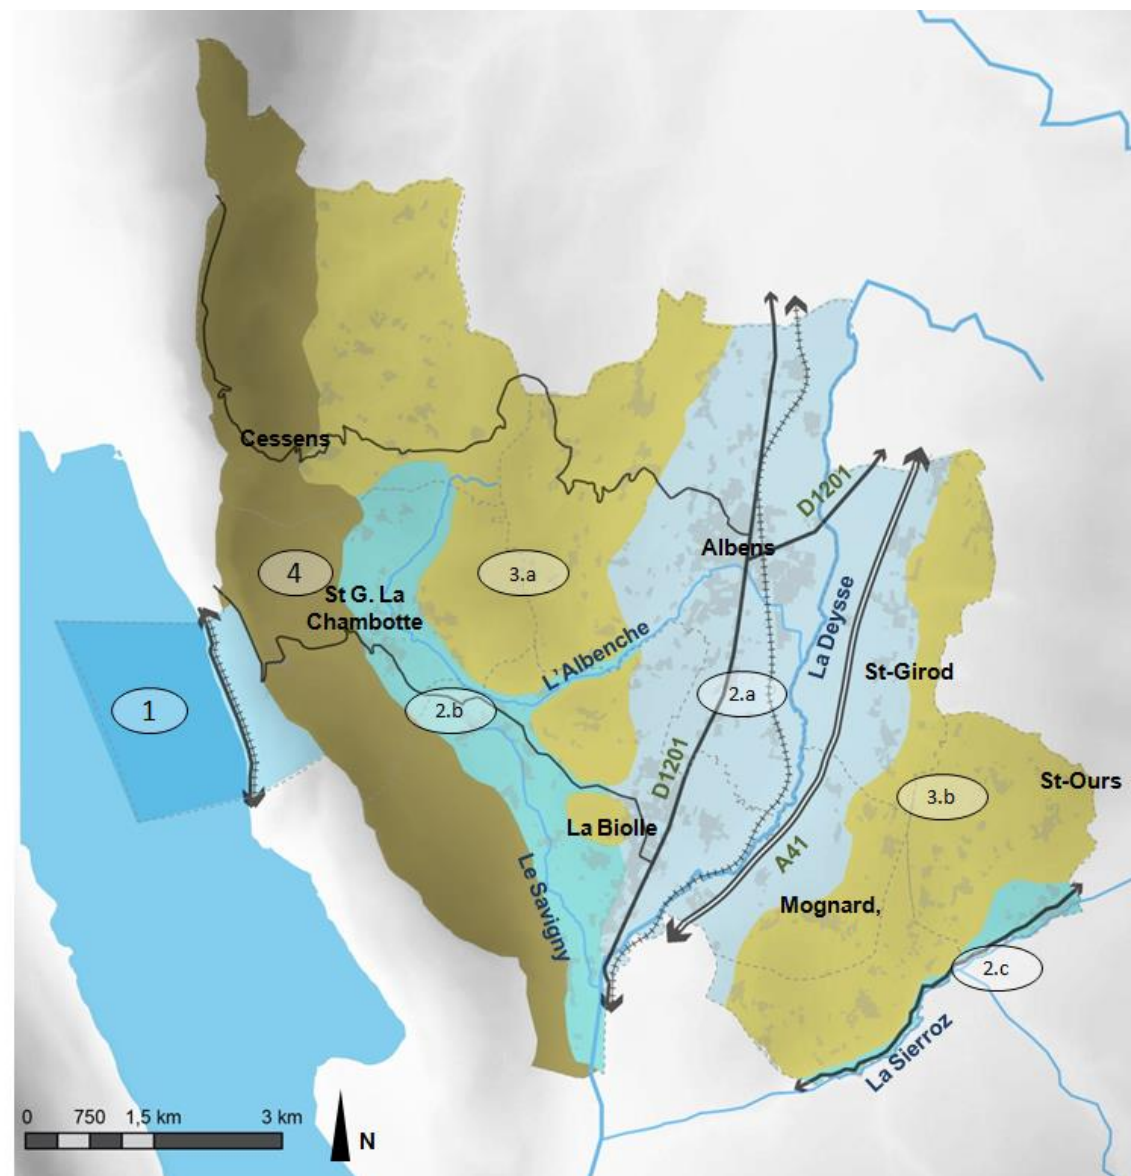 Cessens
D1201
Albens
4
3.a
St G. La
Chambotte
La Deysse
L'Albenche
St-Girod
1
2.b
2.a
D1201
3.b
St-Ours
La Biolle
A41
Le Savigny
Mognard,
2.c
La Sierroz
0 750 1,5 km 3 km
N